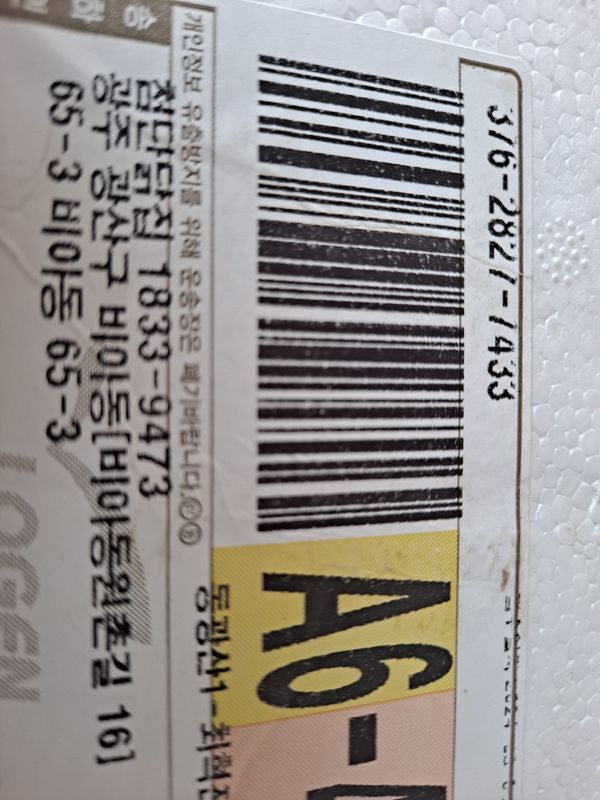 376-2827-7433
개인정보 유출방지를 위해 운송장은 폐기바랍니다.
첨단단점 1833-9473
광주 광산구 비아동[비아동원촌길 16]
65-3 비아동 65-3
A6-
LOGEN